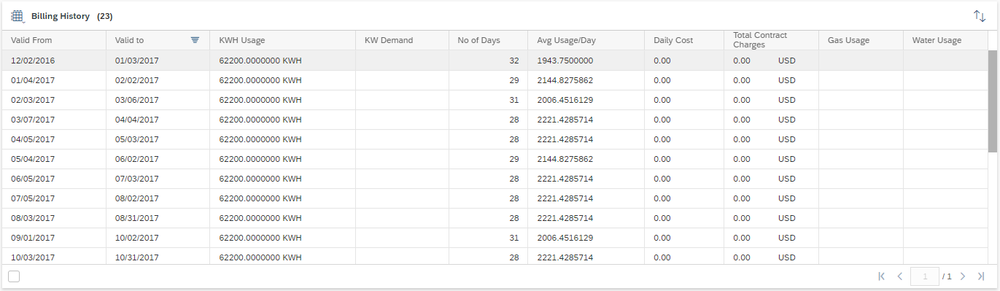 Billing History (23)
Valid From Valid to KWH Usage KW Demand No of Days Avg Usage/Day Daily Cost Total Contract Charges Gas Usage Water Usage
12/02/2016 01/03/2017 62200.0000000 KWH 32 1943.7500000 0.00 0.00 USD
01/04/2017 02/02/2017 62200.0000000 KWH 29 2144.8275862 0.00 0.00 USD
02/03/2017 03/06/2017 62200.0000000 KWH 31 2006.4516129 0.00 0.00 USD
03/07/2017 04/04/2017 62200.0000000 KWH 28 2221.4285714 0.00 0.00 USD
04/05/2017 05/03/2017 62200.0000000 KWH 28 2221.4285714 0.00 0.00 USD
05/04/2017 06/02/2017 62200.0000000 KWH 29 2144.8275862 0.00 0.00 USD
06/05/2017 07/03/2017 62200.0000000 KWH 28 2221.4285714 0.00 0.00 USD
07/05/2017 08/02/2017 62200.0000000 KWH 28 2221.4285714 0.00 0.00 USD
08/03/2017 08/31/2017 62200.0000000 KWH 28 2221.4285714 0.00 0.00 USD
09/01/2017 10/02/2017 62200.0000000 KWH 31 2006.4516129 0.00 0.00 USD
10/03/2017 10/31/2017 62200.0000000 KWH 28 2221.4285714 0.00 0.00 USD
1 / 1